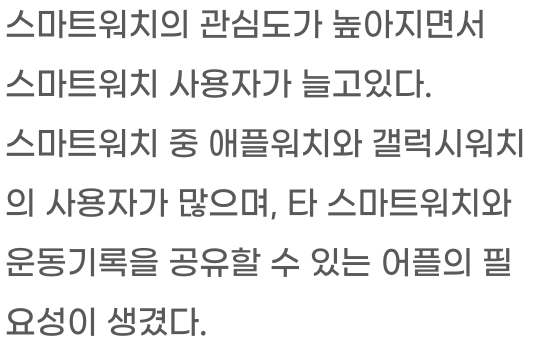 스마트워치의 관심도가 높아지면서
스마트워치 사용자가 늘고있다.
스마트워치 중 애플워치와 갤럭시워치
의 사용자가 많으며, 타 스마트워치와
운동기록을 공유할 수 있는 어플의 필
요성이 생겼다.